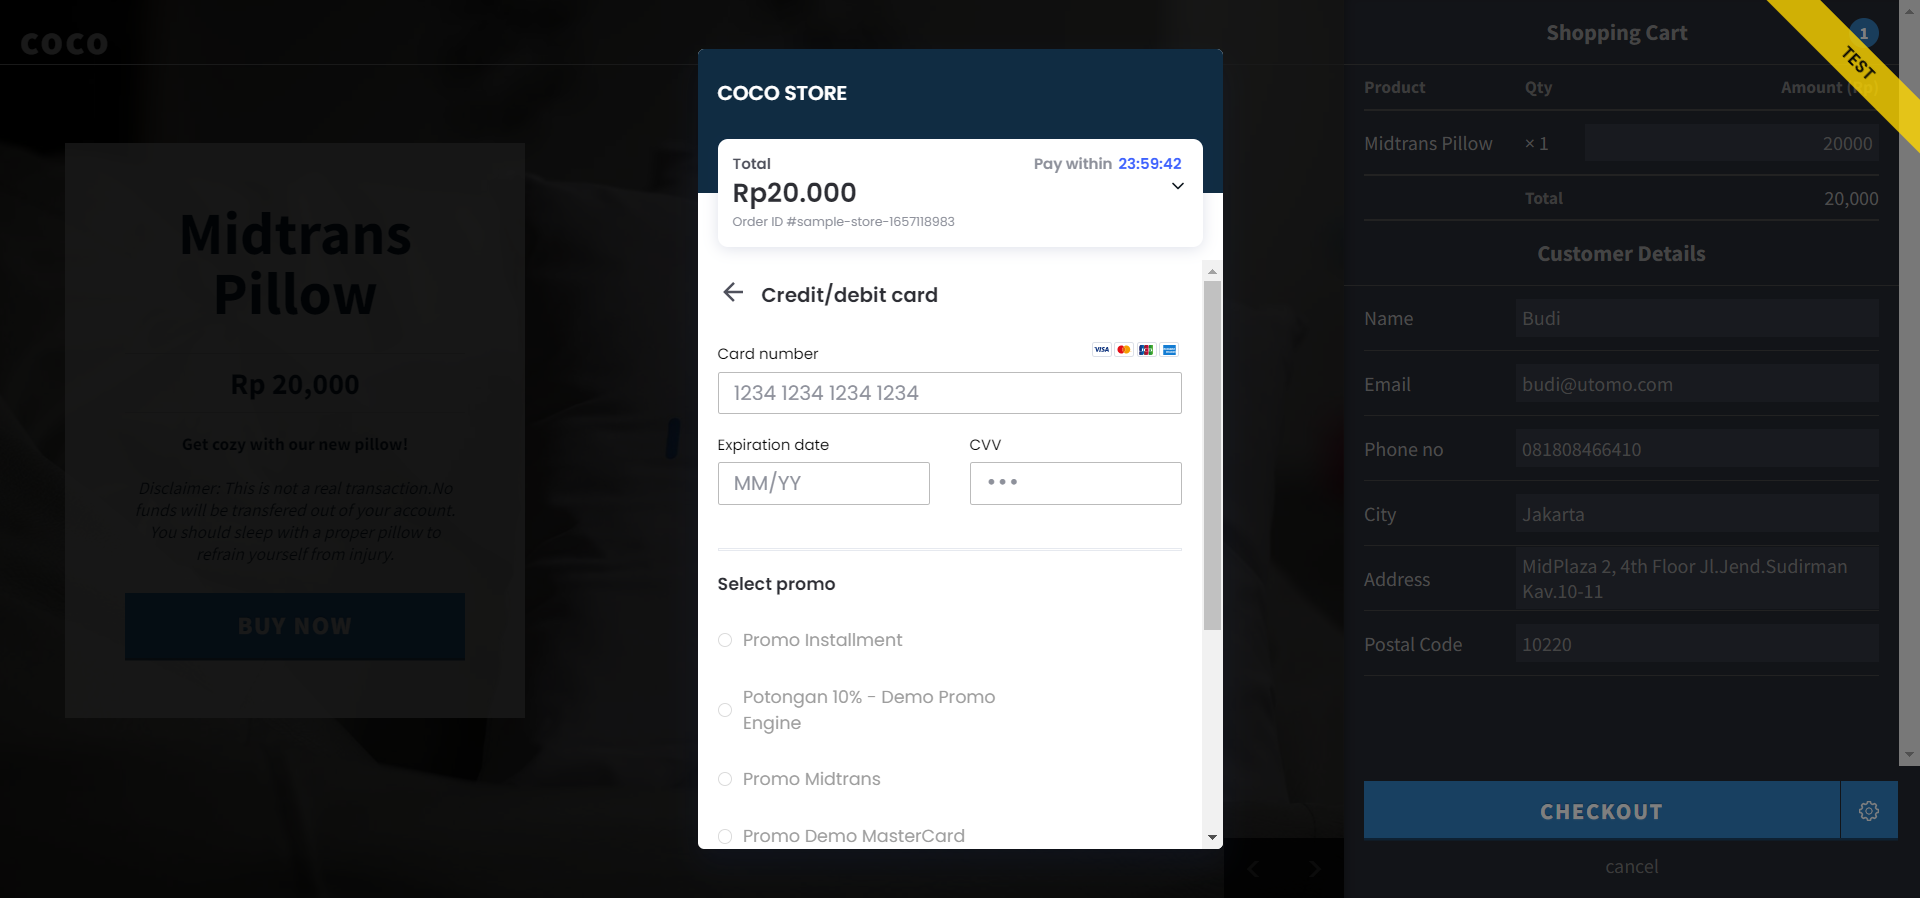 coco
Midtrans
Pillow
Rp 20,000
Get cozy with our new pillow!
Disclaimer: This is not a real transaction.No
funds will be transfered out of your account.
You should sleep with a proper pillow to
refrain yourself from injury.
BUY NOW
COCO STORE
Total
Pay within 23:59:42
Rp20.000
Order ID #sample-store-1657118983
Credit/debit card
Card number
VISA
JCB
1234 1234 1234 1234
Expiration date
CVV
MM/YY
Select promo
Promo Installment
Potongan 10% - Demo Promo
Engine
Promo Midtrans
Promo Demo MasterCard
Shopping Cart
1
TEST
Product
Qty
Amount (Rp)
Midtrans Pillow
× 1
20000
Total
20,000
Customer Details
Name
Budi
Email
budi@utomo.com
Phone no
081808466410
City
Jakarta
Address
MidPlaza 2, 4th Floor Jl.Jend.Sudirman
Kav.10-11
Postal Code
10220
CHECKOUT
cancel